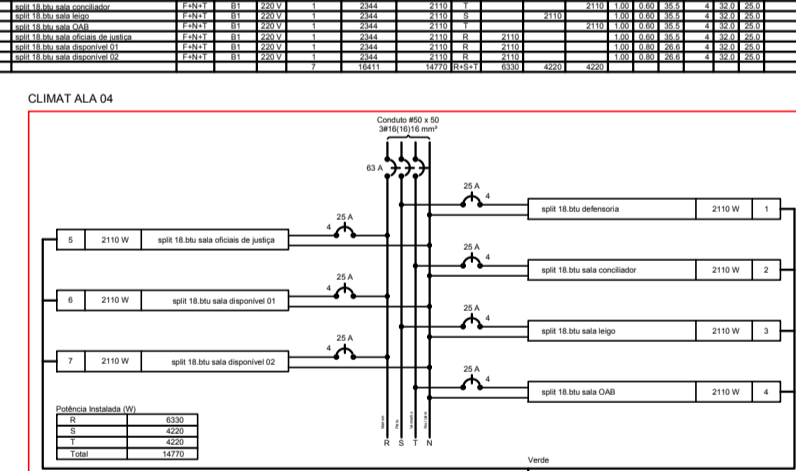 split 18.btu sala conciliador F+N+T B1 220 V 1 2344 2110 T 2110 1.00 0.60 35.5 4 32.0 25.0
split 18.btu sala leigo F+N+T B1 220 V 1 2344 2110 S 2110 1.00 0.60 35.5 4 32.0 25.0
split 18.btu sala OAB F+N+T B1 220 V 1 2344 2110 T 2110 1.00 0.60 35.5 4 32.0 25.0
split 18.btu sala oficiais de justica F+N+T B1 220 V 1 2344 2110 R 2110 1.00 0.60 35.5 4 32.0 25.0
split 18.btu sala disponível 01 F+N+T B1 220 V 1 2344 2110 R 2110 1.00 0.80 26.6 4 32.0 25.0
split 18.btu sala disponível 02 F+N+T B1 220 V 1 2344 2110 R 2110 1.00 0.80 26.6 4 32.0 25.0
7 16411 14770 R+S+T 6330 4220 4220
CLIMAT ALA 04
Conduto #50 x 50
3#16(16)16 mm²
63 A
25 A
4
split 18.btu defensoria 2110 W 1
25 A
4
5 2110 W split 18.btu sala oficiais de justiça
25 A
4
split 18.btu sala conciliador 2110 W 2
25 A
4
6 2110 W split 18.btu sala disponível 01
25 A
4
split 18.btu sala leigo 2110 W 3
25 A
4
7 2110 W split 18.btu sala disponível 02
25 A
4
split 18.btu sala OAB 2110 W 4
Potência Instalada (W)
R 6330
S 4220
T 4220
Total 14770
R S T N
Verde